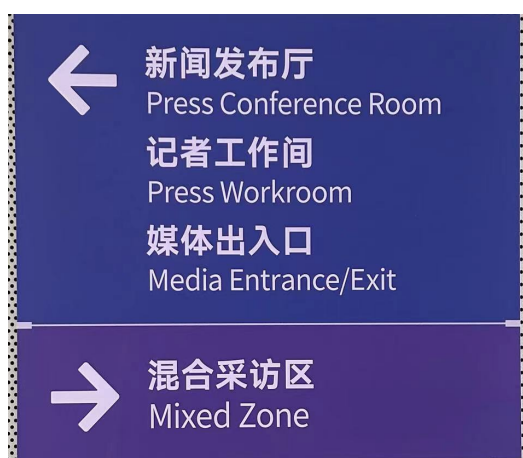 新闻发布厅
Press Conference Room
记者工作间
Press Workroom
媒体出入口
Media Entrance/Exit
混合采访区
Mixed Zone